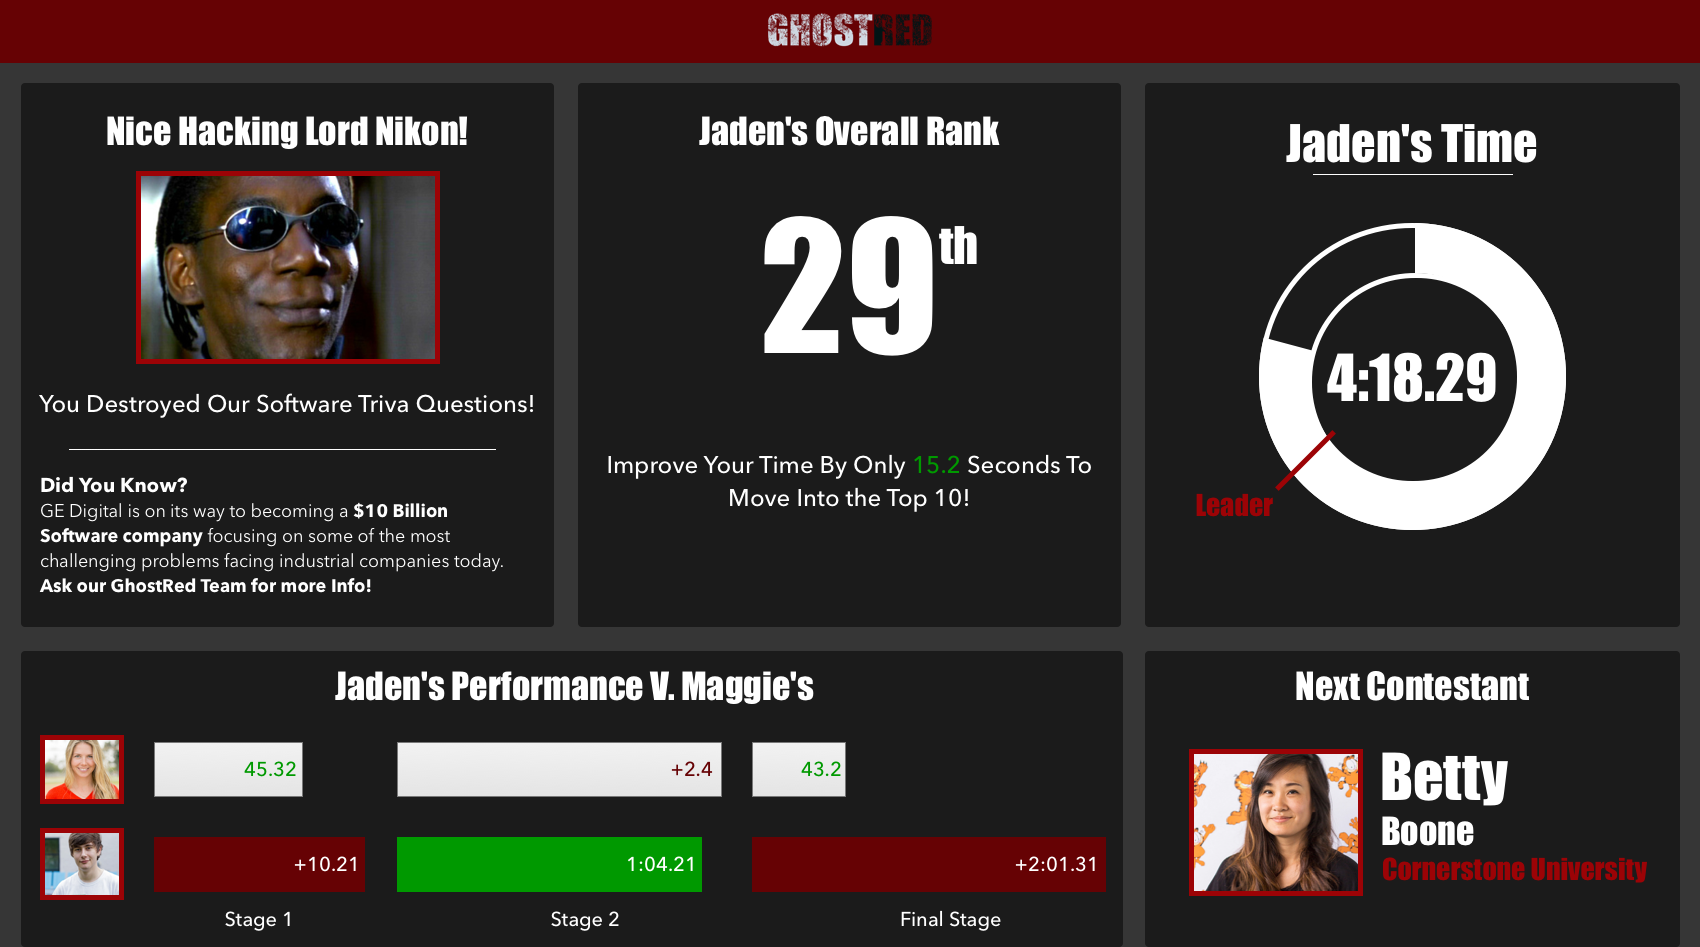 GHOSTRED
Nice Hacking Lord Nikon!
You Destroyed Our Software Triva Questions!
Did You Know?
GE Digital is on its way to becoming a $10 Billion
Software company focusing on some of the most
challenging problems facing industrial companies today.
Ask our GhostRed Team for more Info!
Jaden's Overall Rank
29th
Improve Your Time By Only 15.2 Seconds To
Move Into the Top 10!
Jaden's Time
4:18.29
Leader
Jaden's Performance V. Maggie's
45.32 +2.4 43.2
+10.21 1:04.21 +2:01.31
Stage 1 Stage 2 Final Stage
Next Contestant
Betty
Boone
Cornerstone University